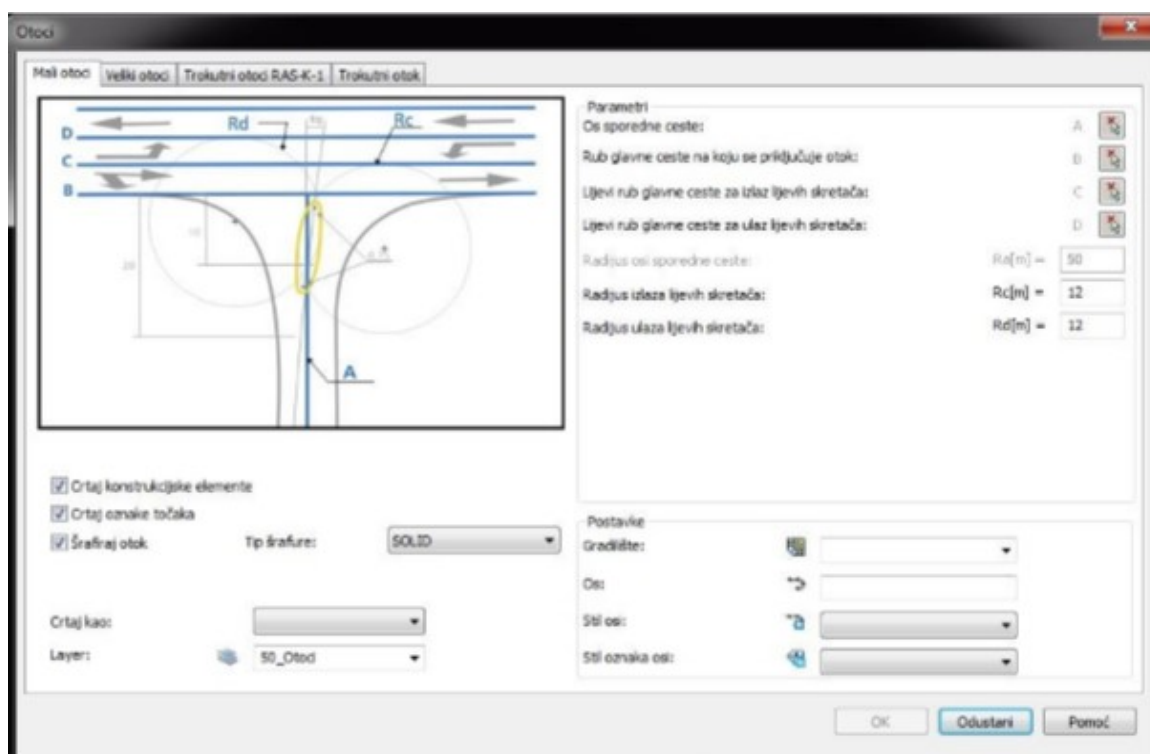 Otoci
Mali otoci Veliki otoci Trokutni otoci RAS-K-1 Trokutni otok
Rd Rc
D
C
B
10
20
A
Crtaj konstrukcijske elemente
Crtaj oznake točaka
Šrafiraj otok Tip šrafure: SOLID
Crtaj kao:
Layer: 50_Otoci
Parametri
Os sporedne ceste: A
Rub glavne ceste na koju se priključuje otok: B
Lijevi rub glavne ceste za izlaz lijevih skretača: C
Lijevi rub glavne ceste za ulaz lijevih skretača: D
Radijus osi sporedne ceste: Ra[m] = 50
Radijus izlaza lijevih skretača: Rc[m] = 12
Radijus ulaza lijevih skretača: Rd[m] = 12
Postavke
Gradilište:
Os:
Stil osi:
Stil oznaka osi:
OK Odustani Pomoć